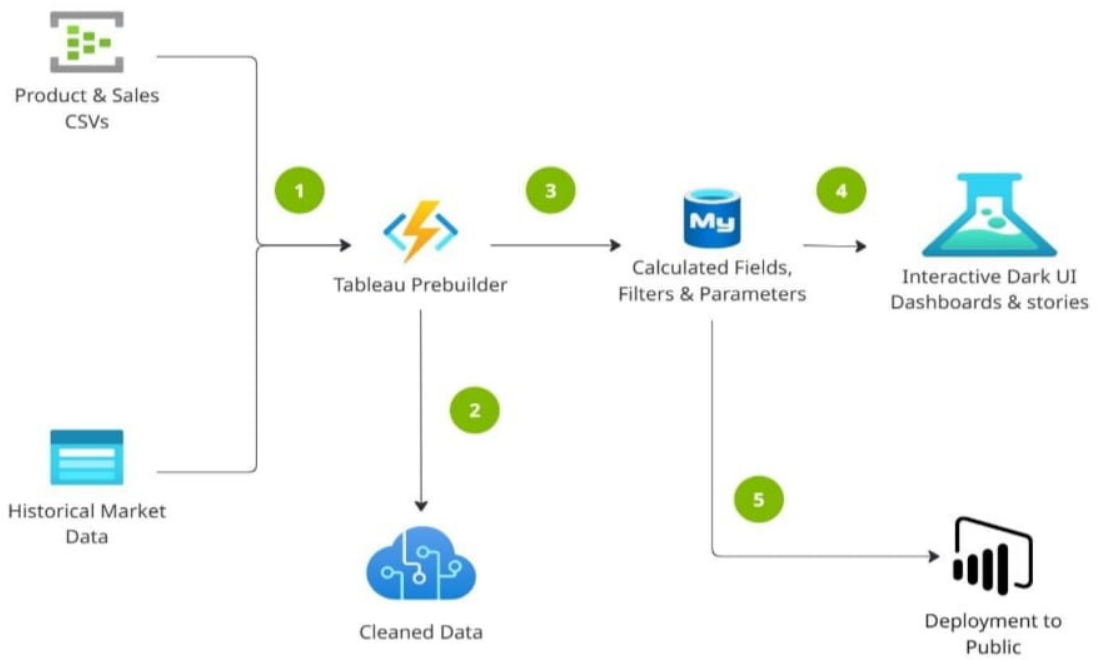 Product & Sales
CSVs
1
3
4
My
Tableau Prebuilder
Calculated Fields,
Filters & Parameters
Interactive Dark UI
Dashboards & stories
2
Historical Market
Data
5
Cleaned Data
Deployment to
Public